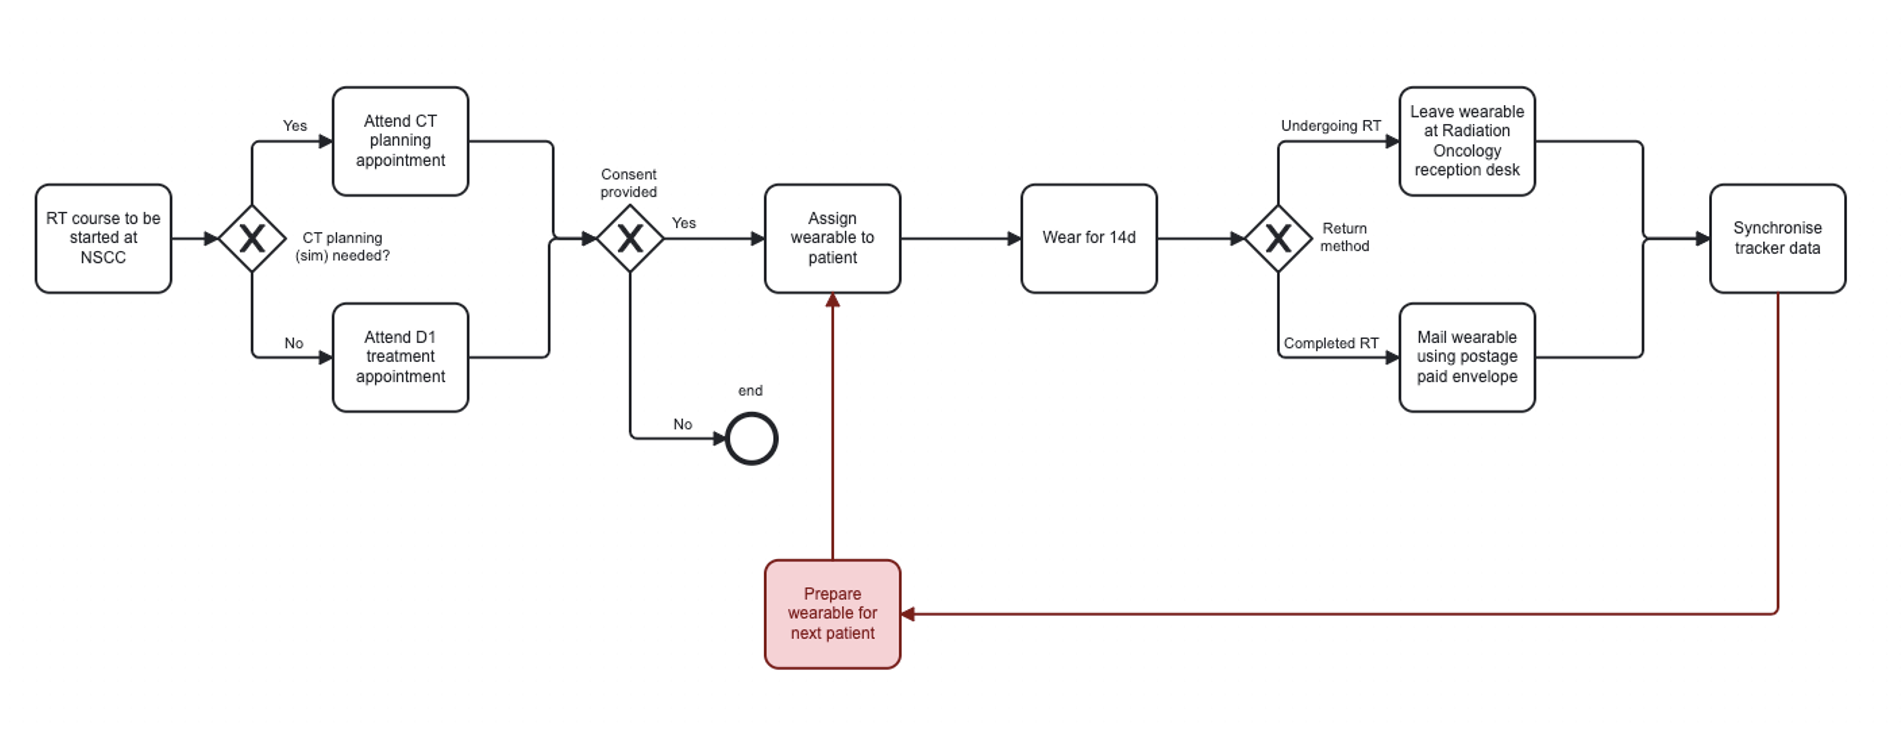 RT course to be
started at
NSCC
CT planning
(sim) needed?
Yes
Attend CT
planning
appointment
No
Attend D1
treatment
appointment
Consent
provided
Yes
No
end
Assign
wearable to
patient
Wear for 14d
Return
method
Undergoing RT
Leave wearable
at Radiation
Oncology
reception desk
Completed RT
Mail wearable
using postage
paid envelope
Synchronise
tracker data
Prepare
wearable for
next patient